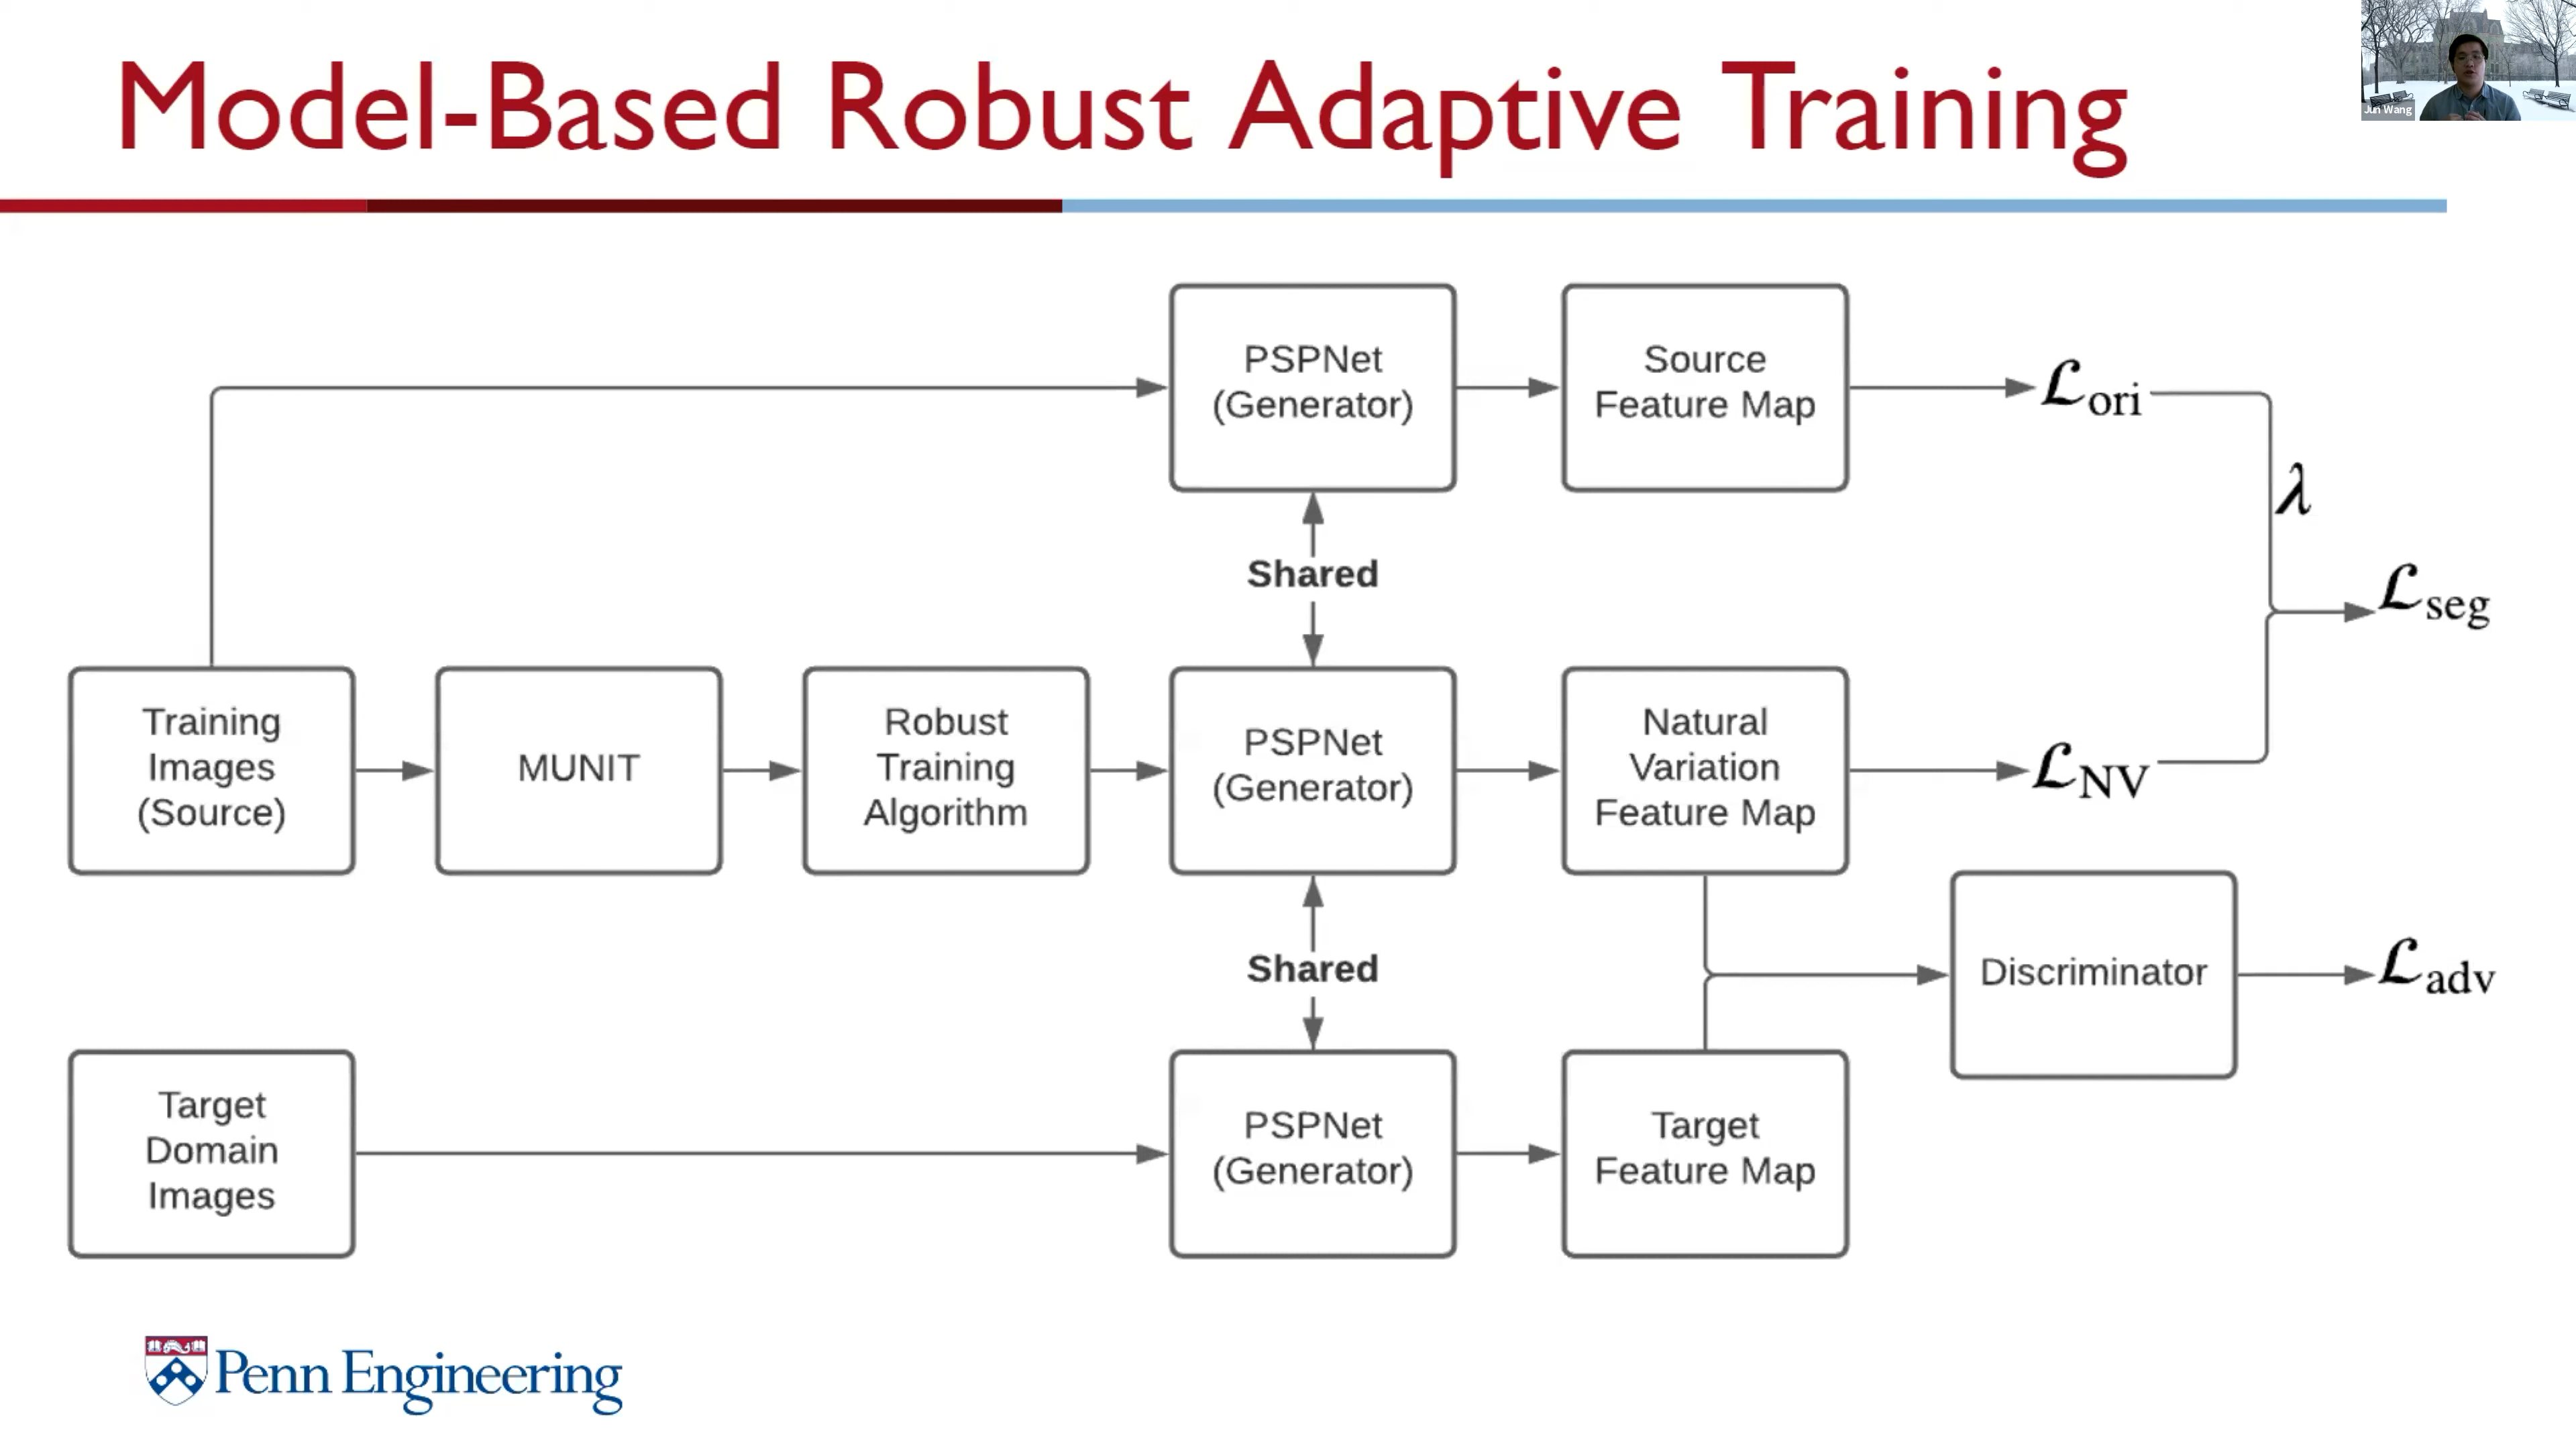 Model-Based Robust Adaptive Training
Jun Wang
PSPNet
(Generator)
Source
Feature Map
ℒori
λ
Shared
ℒseg
Training
Images
(Source)
MUNIT
Robust
Training
Algorithm
PSPNet
(Generator)
Natural
Variation
Feature Map
ℒNV
Shared
Discriminator
ℒadv
Target
Domain
Images
PSPNet
(Generator)
Target
Feature Map
Penn Engineering